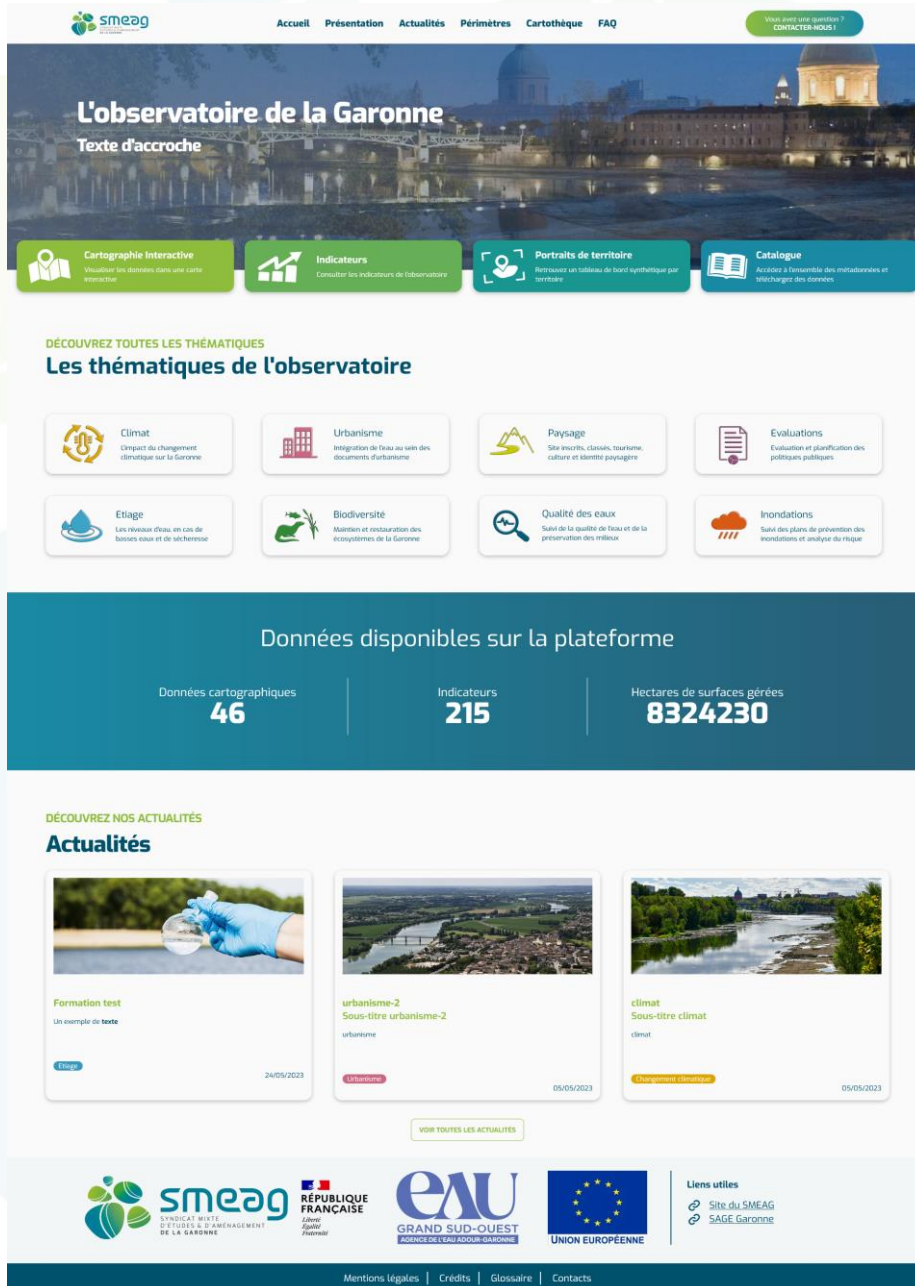 smeag
Accueil Présentation Actualités Périmètres Cartothèque FAQ
Vous avez une question ?
CONTACTER-NOUS !
L'observatoire de la Garonne
Texte d'accroche
Cartographie Interactive
Visualiser les données dans une carte
interactive
Indicateurs
Consulter les indicateurs de l'observatoire
Portraits de territoire
Retrouvez un tableau de bord synthétique par
territoire
Catalogue
Accédez à l'ensemble des métadonnées et
téléchargez des données
DÉCOUVREZ TOUTES LES THÉMATIQUES
Les thématiques de l'observatoire
Climat
L'impact du changement
climatique sur la Garonne
Urbanisme
Intégration de l'eau au sein des
documents d'urbanisme
Paysage
Site inscrits, classés, tourisme,
culture et identité paysagère
Evaluations
Evaluation et planification des
politiques publiques
Etiage
Les niveaux d'eau, en cas de
basses eaux et de sécheresse
Biodiversité
Maintien et restauration des
écosystèmes de la Garonne
Qualité des eaux
Suivi de la qualité de l'eau et de la
préservation des milieux
Inondations
Suivi des plans de prévention des
inondations et analyse du risque
Données disponibles sur la plateforme
Données cartographiques
46
Indicateurs
215
Hectares de surfaces gérées
8324230
DÉCOUVREZ NOS ACTUALITÉS
Actualités
Formation test
Un exemple de texte
Etiage
24/05/2023
urbanisme-2
Sous-titre urbanisme-2
urbanisme
Urbanisme
05/05/2023
climat
Sous-titre climat
climat
Changement climatique
05/05/2023
VOIR TOUTES LES ACTUALITÉS
smeag
SYNDICAT MIXTE
D'ÉTUDES & D'AMÉNAGEMENT
DE LA GARONNE
RÉPUBLIQUE
FRANÇAISE
Liberté
Égalité
Fraternité
eAU
GRAND SUD-OUEST
AGENCE DE L'EAU ADOUR-GARONNE
UNION EUROPÉENNE
Liens utiles
Site du SMEAG
SAGE Garonne
Mentions légales | Crédits | Glossaire | Contacts